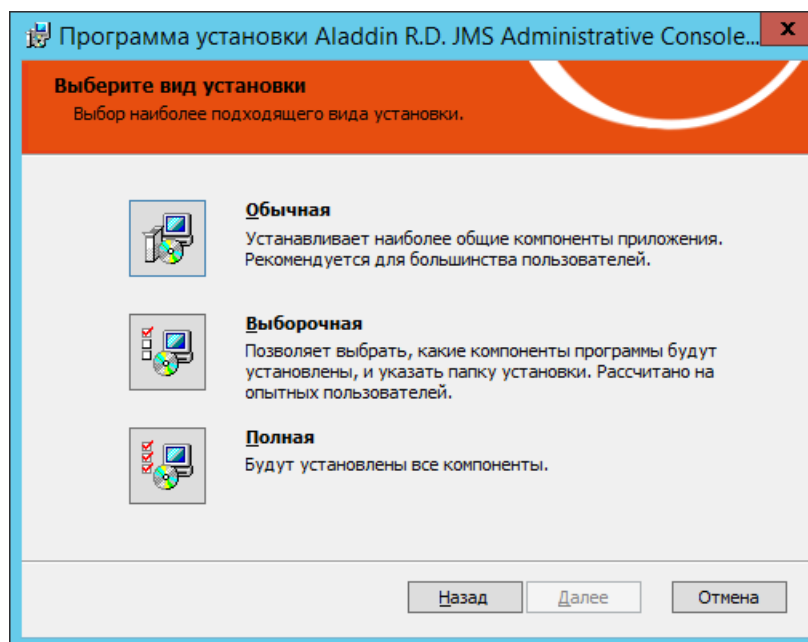 Программа установки Aladdin R.D. JMS Administrative Console...
Выберите вид установки
Выбор наиболее подходящего вида установки.
Обычная
Устанавливает наиболее общие компоненты приложения.
Рекомендуется для большинства пользователей.
Выборочная
Позволяет выбрать, какие компоненты программы будут
установлены, и указать папку установки. Рассчитано на
опытных пользователей.
Полная
Будут установлены все компоненты.
Назад
Далее
Отмена